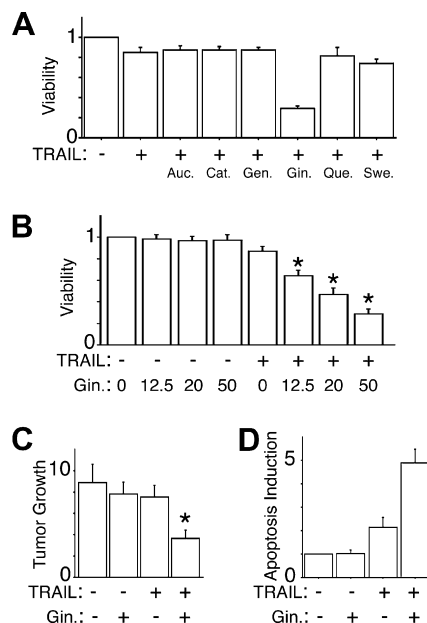 A
Viability
1
0
TRAIL: - + + + + + + +
Auc. Cat. Gen. Gin. Que. Swe.
B
Viability
1
0
TRAIL: - - - - + + + +
* * *
Gin.: 0 12.5 20 50 0 12.5 20 50
C
Tumor Growth
10
0
*
TRAIL: - - + +
Gin.: - + - +
D
Apoptosis Induction
5
0
TRAIL: - - + +
Gin.: - + - +